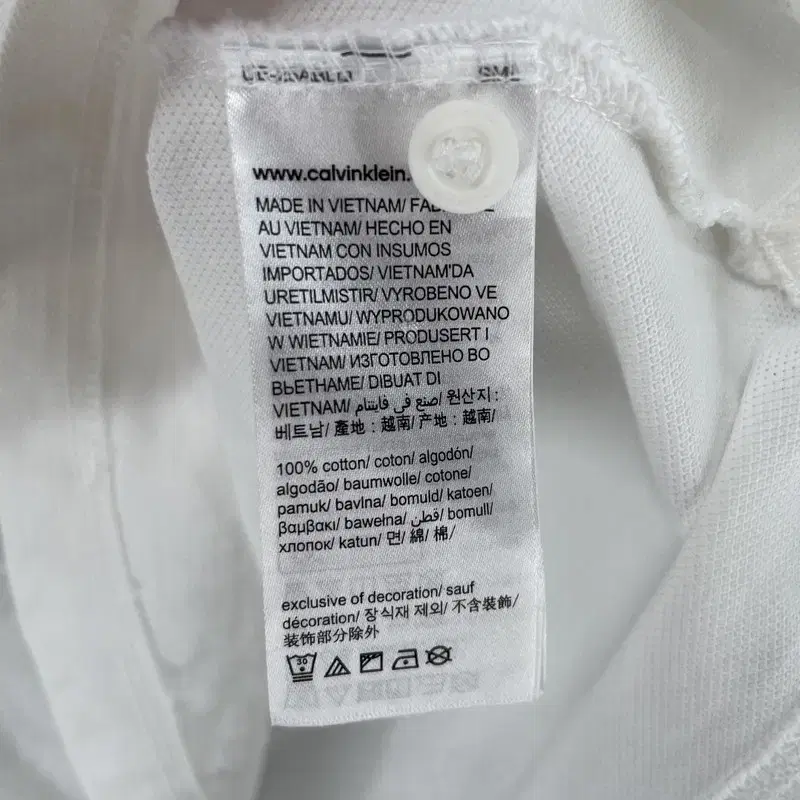 www.calvinklein.
MADE IN VIETNAM/
AU VIETNAM/ HECHO EN
VIETNAM CON INSUMOS
IMPORTADOS/ VIETNAM'DA
URETILMISTIR/ VYROBENO VE
VIETNAMU/ WYPRODUKOWANO
W WIETNAMIE/ PRODUSERT I
VIETNAM/ ИЗГОТОВЛЕНО ВО
ВЬЕТНАМЕ/ DIBUAT DI
VIETNAM/ صنع في فايتنام/ 원산지 :
베트남/ 產地 : 越南/ 产地 : 越南/
100% cotton/ coton/ algodón/
algodão/ baumwolle/ cotone/
pamuk/ bavlna/ bomuld/ katoen/
βαμβακι/ bawełna/ قطن/ bomull/
хлопок/ katun/ 면/ 綿/ 棉/
exclusive of decoration/ sauf
décoration/ 장식재 제외/ 不含裝飾/
装饰部分除外
30